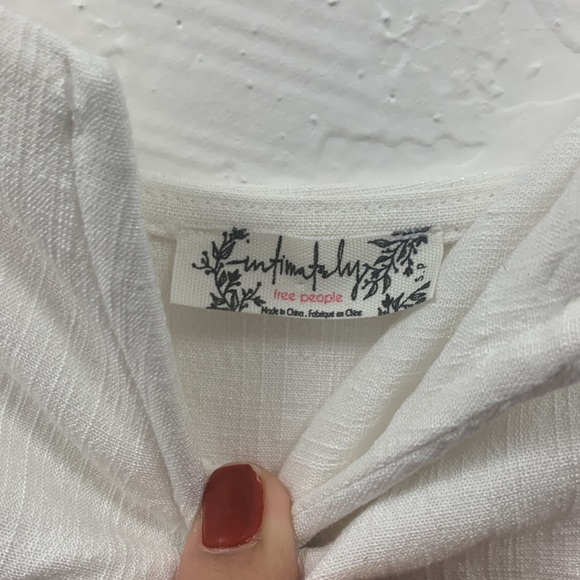 intimately
free people
Made in China . Fabriqué en Chine
S.P